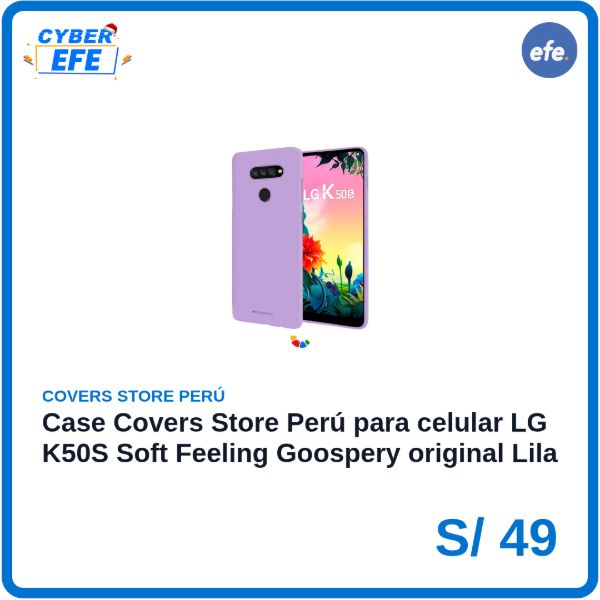 CYBER
EFE
efe.
LG K50S
COVERS STORE PERÚ
Case Covers Store Perú para celular LG
K50S Soft Feeling Goospery original Lila
S/ 49